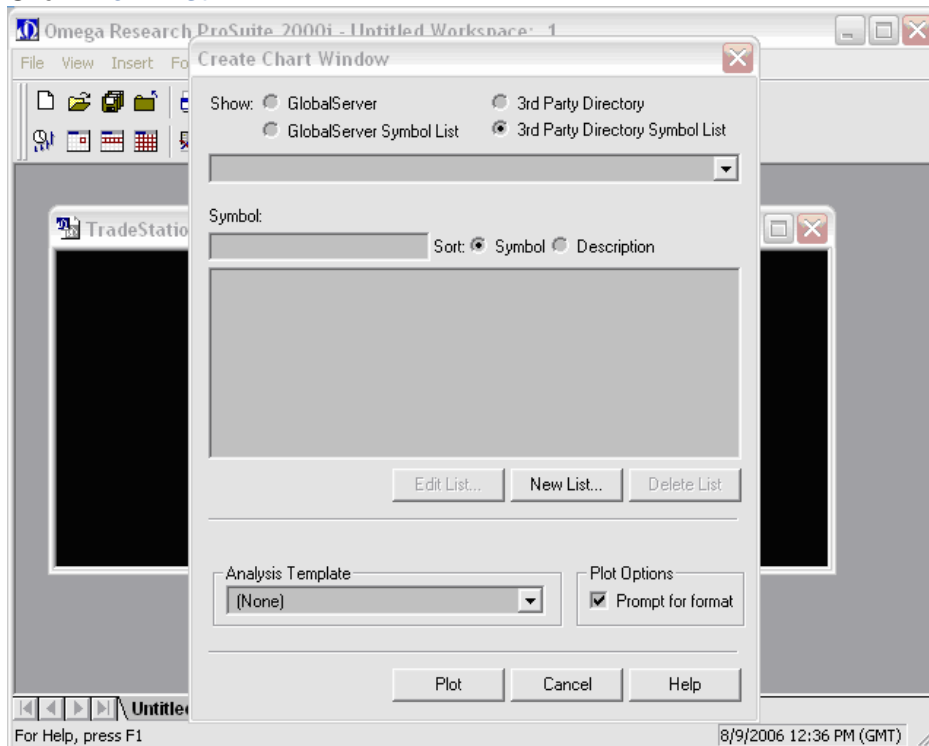 Omega Research ProSuite 2000i - Untitled Workspace: 1
File View Insert Fo
Create Chart Window
Show: GlobalServer 3rd Party Directory
GlobalServer Symbol List 3rd Party Directory Symbol List
TradeStatio
Symbol:
Sort: Symbol Description
Edit List... New List... Delete List
Analysis Template
(None)
Plot Options
Prompt for format
Plot Cancel Help
Untitle
For Help, press F1
8/9/2006 12:36 PM (GMT)